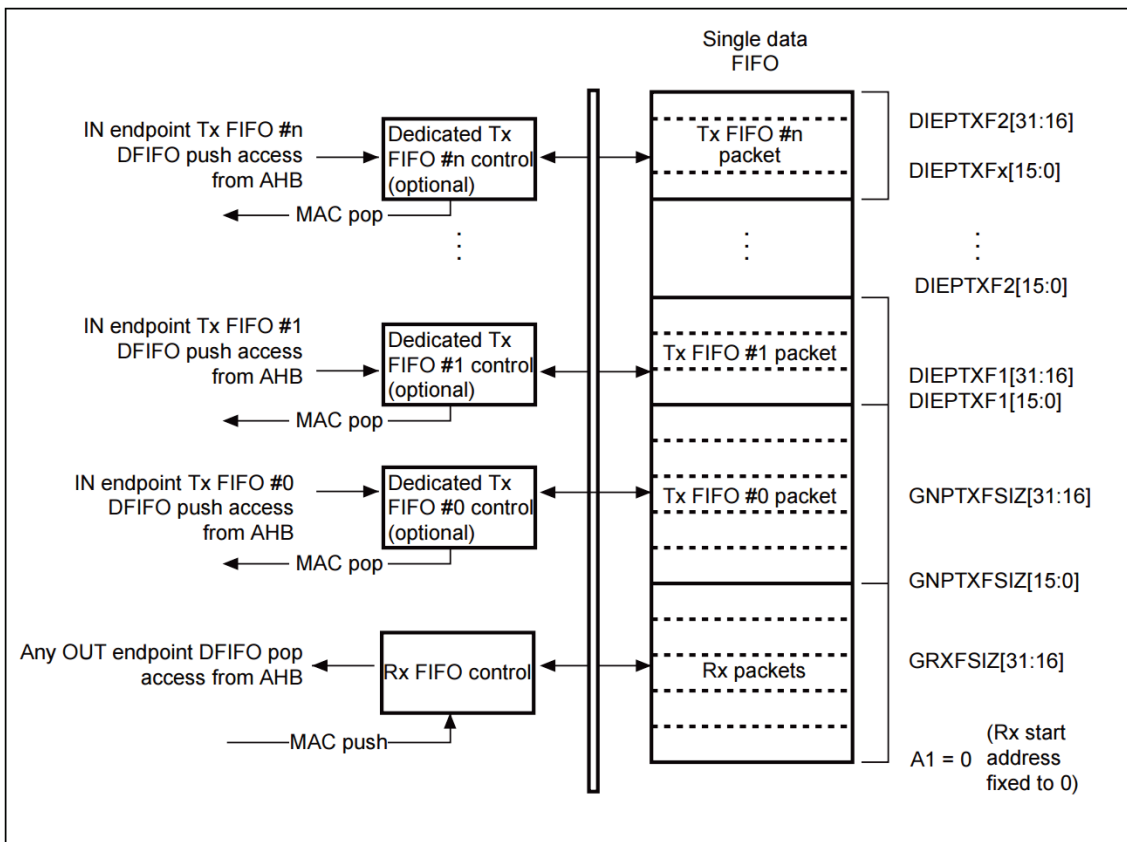 Single data
FIFO
IN endpoint Tx FIFO #n
DFIFO push access
from AHB
Dedicated Tx
FIFO #n control
(optional)
MAC pop
Tx FIFO #n
packet
DIEPTXF2[31:16]
DIEPTXFx[15:0]
DIEPTXF2[15:0]
IN endpoint Tx FIFO #1
DFIFO push access
from AHB
Dedicated Tx
FIFO #1 control
(optional)
MAC pop
Tx FIFO #1 packet
DIEPTXF1[31:16]
DIEPTXF1[15:0]
IN endpoint Tx FIFO #0
DFIFO push access
from AHB
Dedicated Tx
FIFO #0 control
(optional)
MAC pop
Tx FIFO #0 packet
GNPTXFSIZ[31:16]
GNPTXFSIZ[15:0]
Any OUT endpoint DFIFO pop
access from AHB
Rx FIFO control
MAC push
Rx packets
GRXFSIZ[31:16]
A1 = 0
(Rx start
address
fixed to 0)